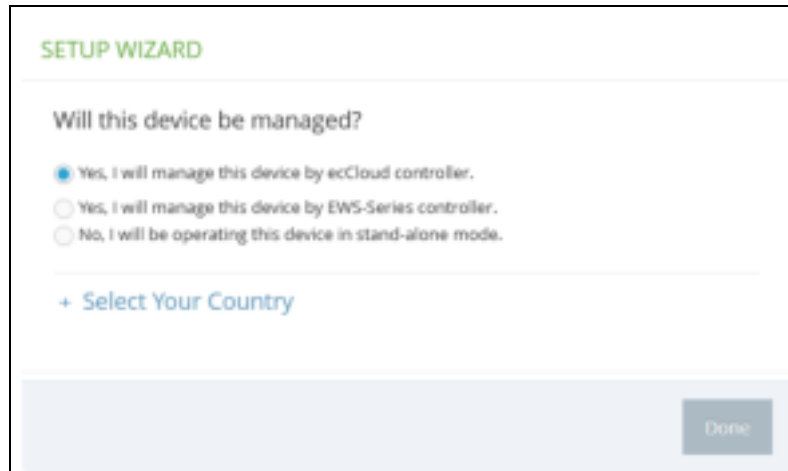 SETUP WIZARD
Will this device be managed?
Yes, I will manage this device by ecCloud controller.
Yes, I will manage this device by EWS-Series controller.
No, I will be operating this device in stand-alone mode.
+ Select Your Country
Done